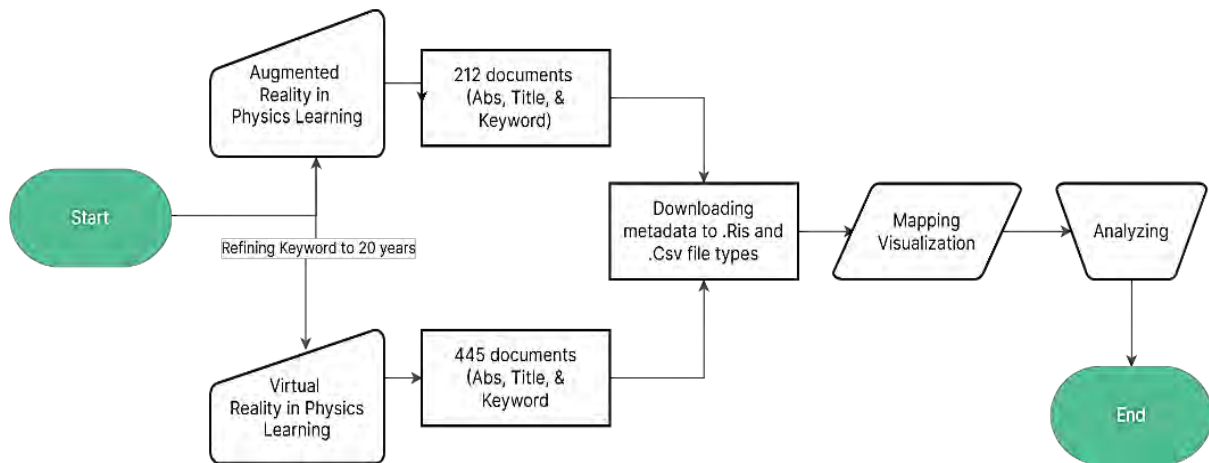 Start
Refining Keyword to 20 years
Augmented
Reality in
Physics Learning
212 documents
(Abs, Title, &
Keyword)
Virtual
Reality in Physics
Learning
445 documents
(Abs, Title, &
Keyword
Downloading
metadata to .Ris and
.Csv file types
Mapping
Visualization
Analyzing
End